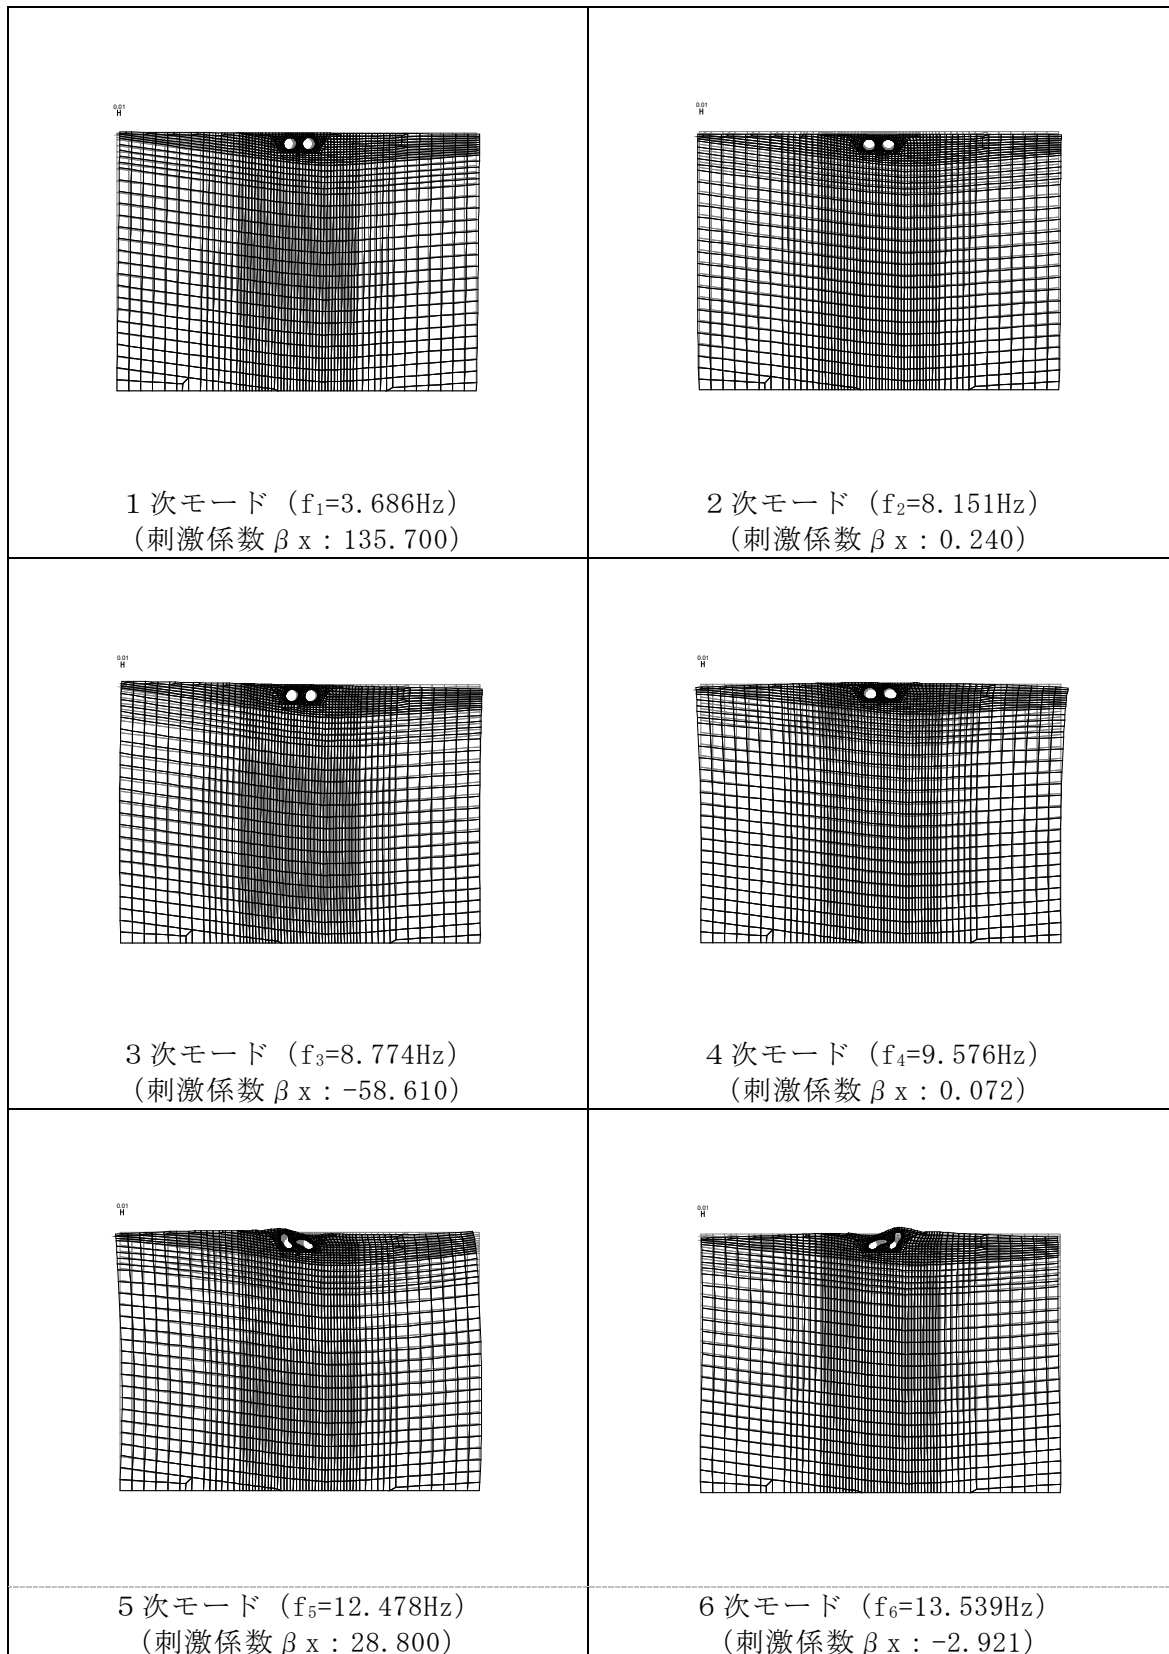 0.01
H
0.01
H
1次モード (f₁=3.686Hz)
(刺激係数βx:135.700)
2次モード (f₂=8.151Hz)
(刺激係数βx:0.240)
0.01
H
0.01
H
3次モード (f₃=8.774Hz)
(刺激係数βx:-58.610)
4次モード (f₄=9.576Hz)
(刺激係数βx:0.072)
0.01
H
0.01
H
5次モード (f₅=12.478Hz)
(刺激係数βx:28.800)
6次モード (f₆=13.539Hz)
(刺激係数βx:-2.921)